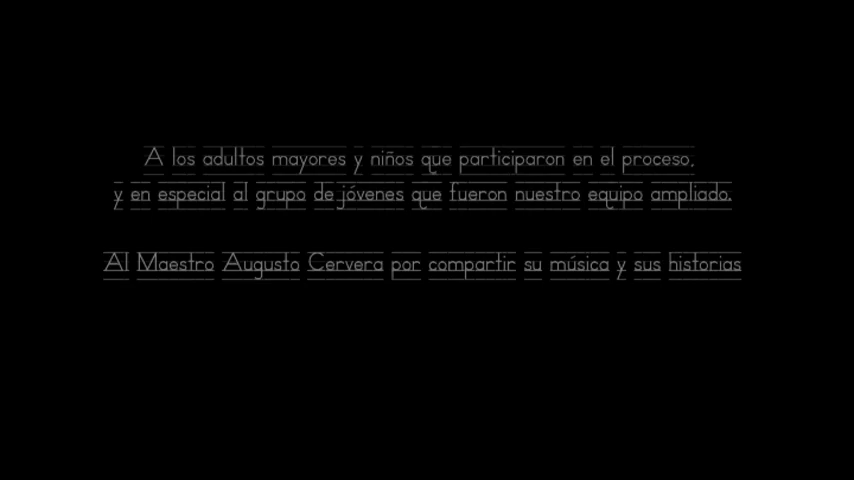 A los adultos mayores y niños que participaron en el proceso,
y en especial al grupo de jóvenes que fueron nuestro equipo ampliado.
Al Maestro Augusto Cervera por compartir su música y sus historias